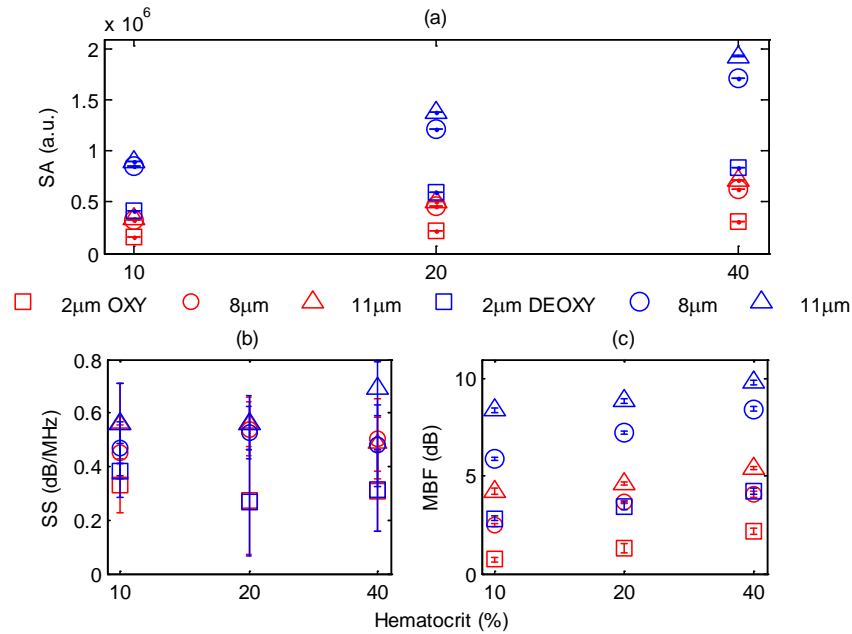 x 10^6
(a)
2
1.5
1
0.5
0
SA (a.u.)
10
20
40
2μm OXY
8μm
11μm
2μm DEOXY
8μm
11μm
(b)
0.8
0.6
0.4
0.2
0
SS (dB/MHz)
10
20
40
(c)
10
5
0
MBF (dB)
10
20
40
Hematocrit (%)